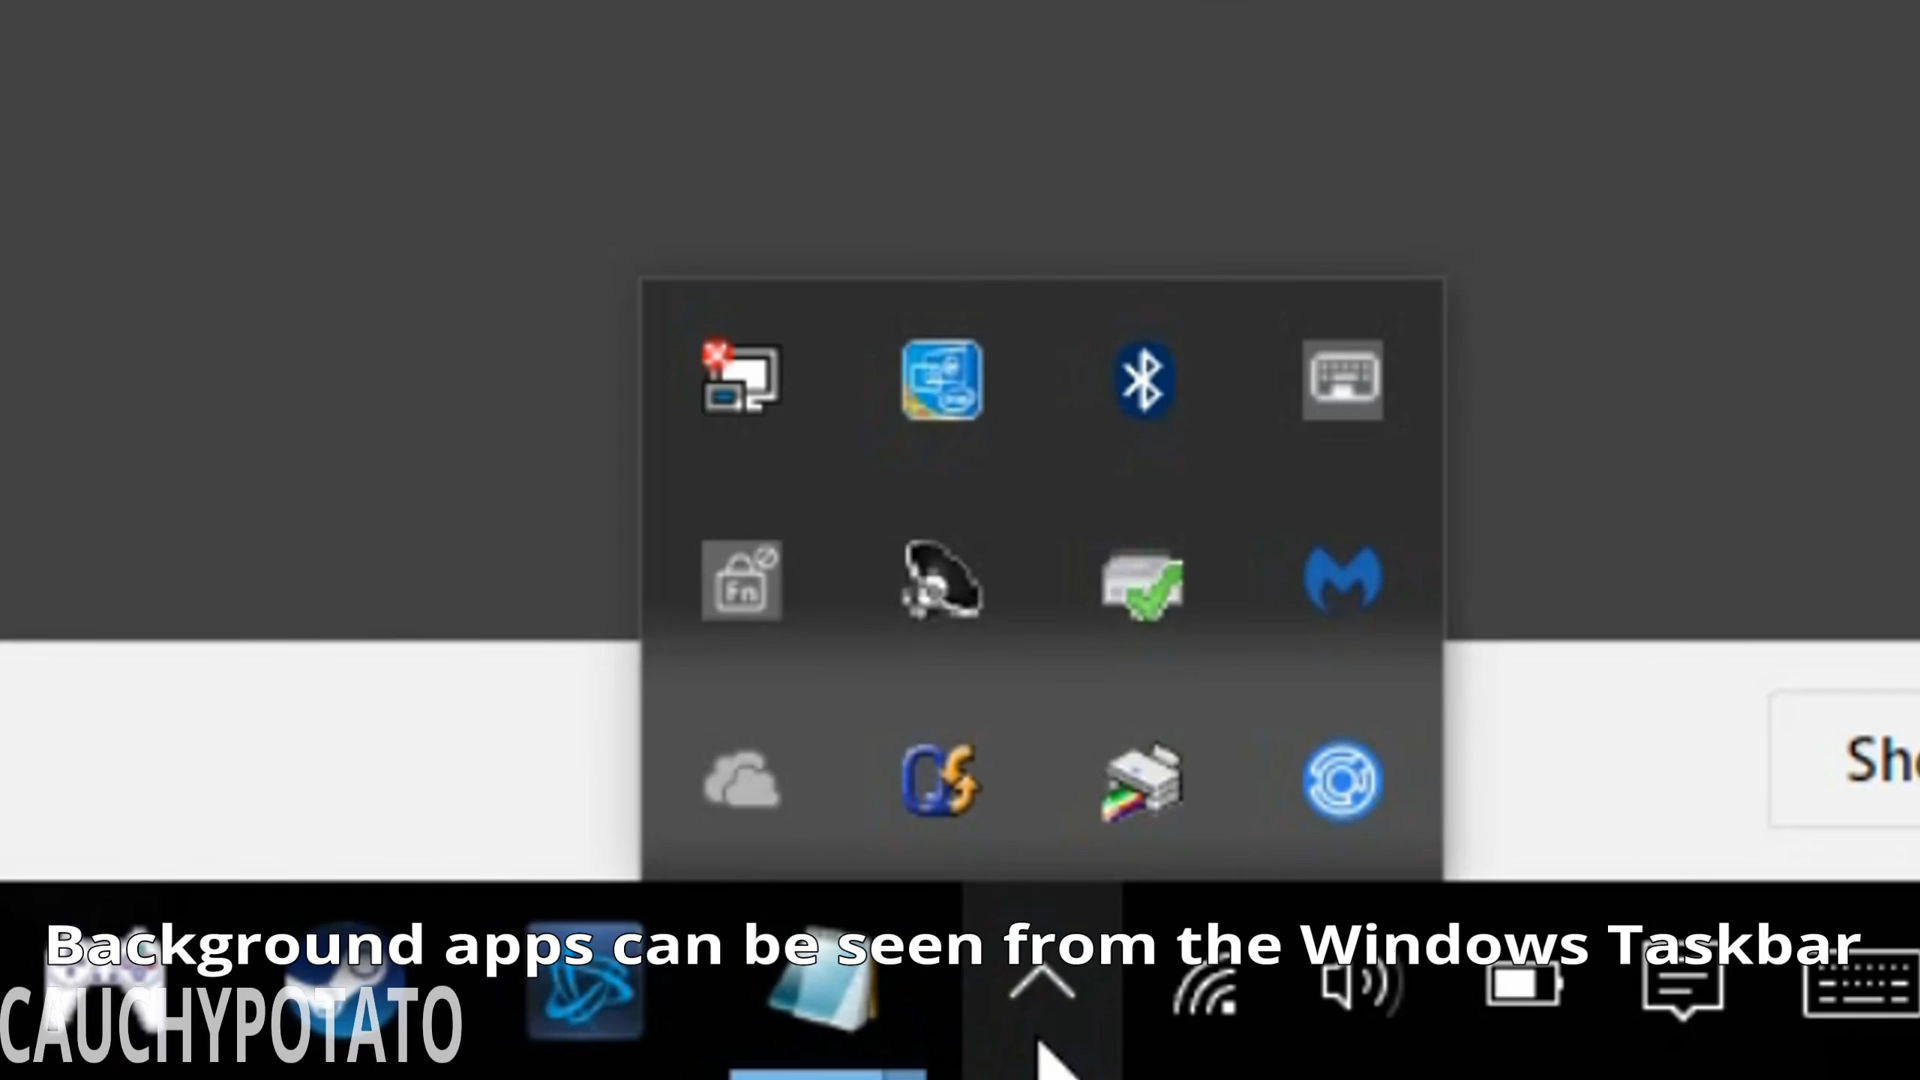 Fn
Sh
Background apps can be seen from the Windows Taskbar
CAUCHYPOTATO